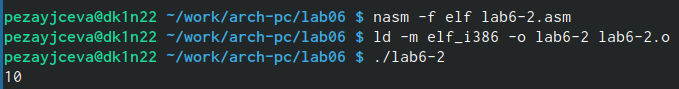 pezayjceva@dk1n22 ~/work/arch-pc/lab06 $ nasm -f elf lab6-2.asm
pezayjceva@dk1n22 ~/work/arch-pc/lab06 $ ld -m elf_i386 -o lab6-2 lab6-2.o
pezayjceva@dk1n22 ~/work/arch-pc/lab06 $ ./lab6-2
10